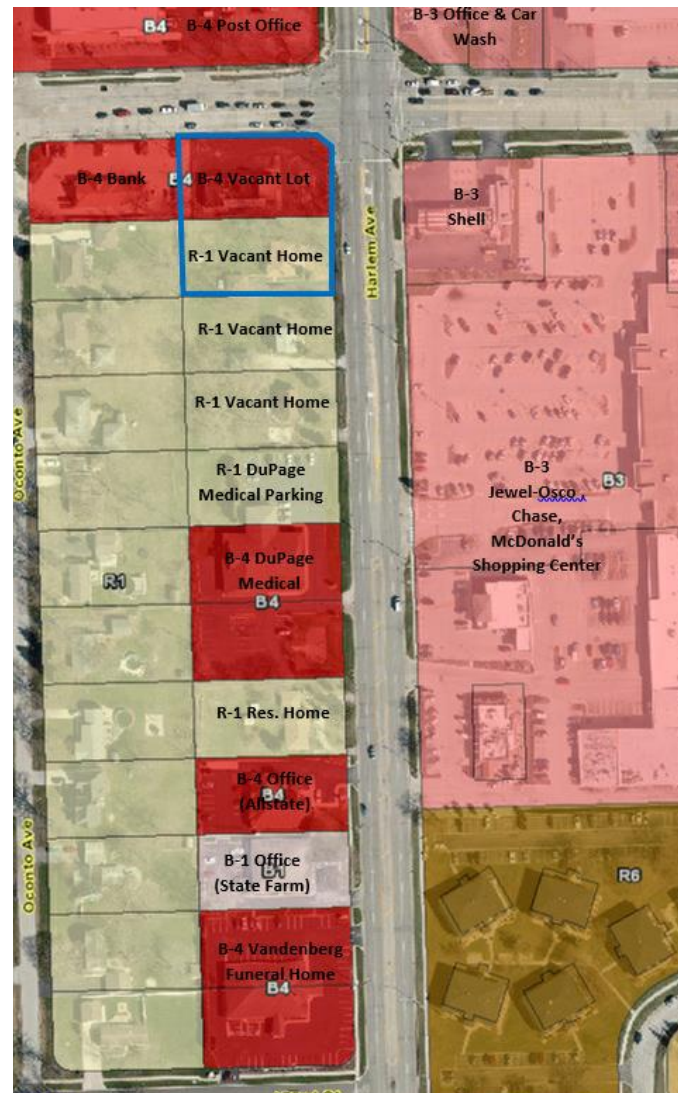 B4
B-4 Post Office
B-3 Office & Car
Wash
B-4 Bank
B4
B-4 Vacant Lot
B-3
Shell
R-1 Vacant Home
Harlem Ave
R-1 Vacant Home
R-1 Vacant Home
Oconto Ave
R-1 DuPage
Medical Parking
B-3
Jewel-Osco,
Chase,
McDonald's
Shopping Center
B3
B-4 DuPage
Medical
B4
R1
R-1 Res. Home
B-4 Office
(Allstate)
B4
Oconto Ave
B-1 Office
(State Farm)
B1
R6
B-4 Vandenberg
Funeral Home
B4